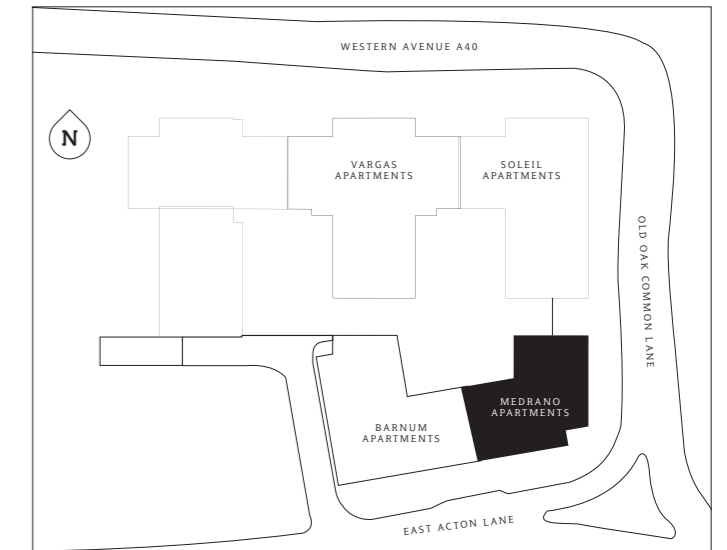 WESTERN AVENUE A40
N
VARGAS
APARTMENTS
SOLEIL
APARTMENTS
OLD OAK COMMON LANE
MEDRANO
APARTMENTS
BARNUM
APARTMENTS
EAST ACTON LANE